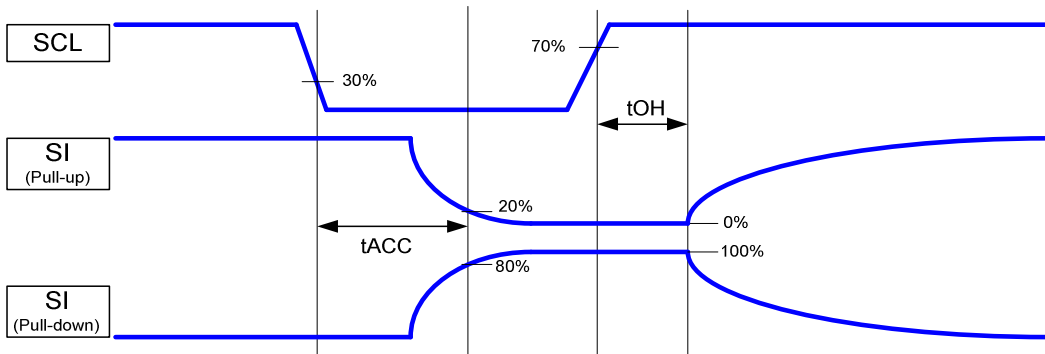 SCL
30%
70%
tOH
SI
(Pull-up)
20%
0%
tACC
100%
80%
SI
(Pull-down)